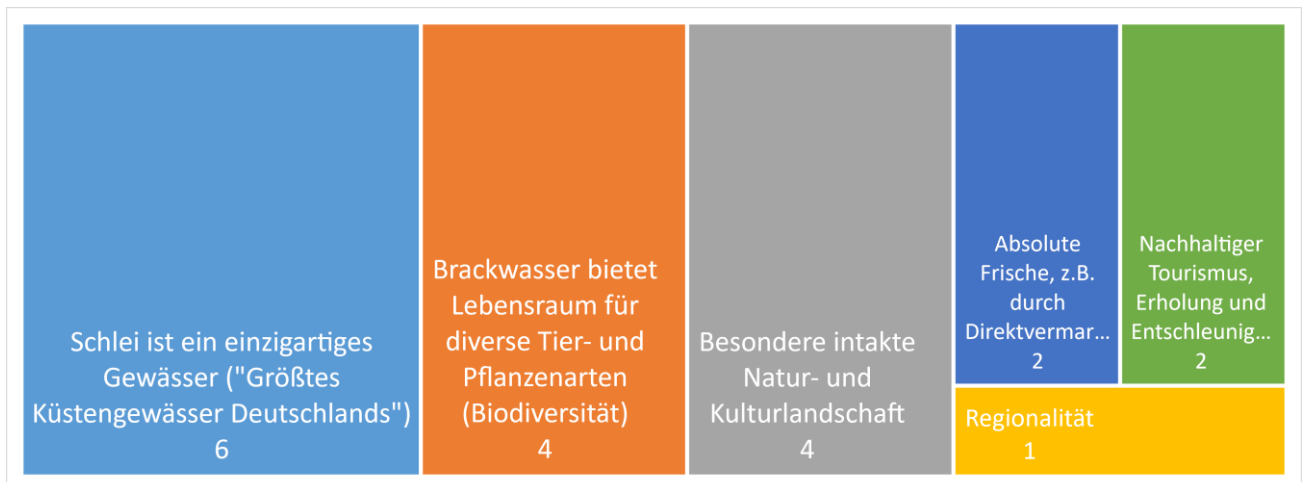 Schlei ist ein einzigartiges
Gewässer ("Größtes
Küstengewässer Deutschlands")
6
Brackwasser bietet
Lebensraum für
diverse Tier- und
Pflanzenarten
(Biodiversität)
4
Besondere intakte
Natur- und
Kulturlandschaft
4
Absolute
Frische, z.B.
durch
Direktvermar...
2
Nachhaltiger
Tourismus,
Erholung und
Entschleunig...
2
Regionalität
1